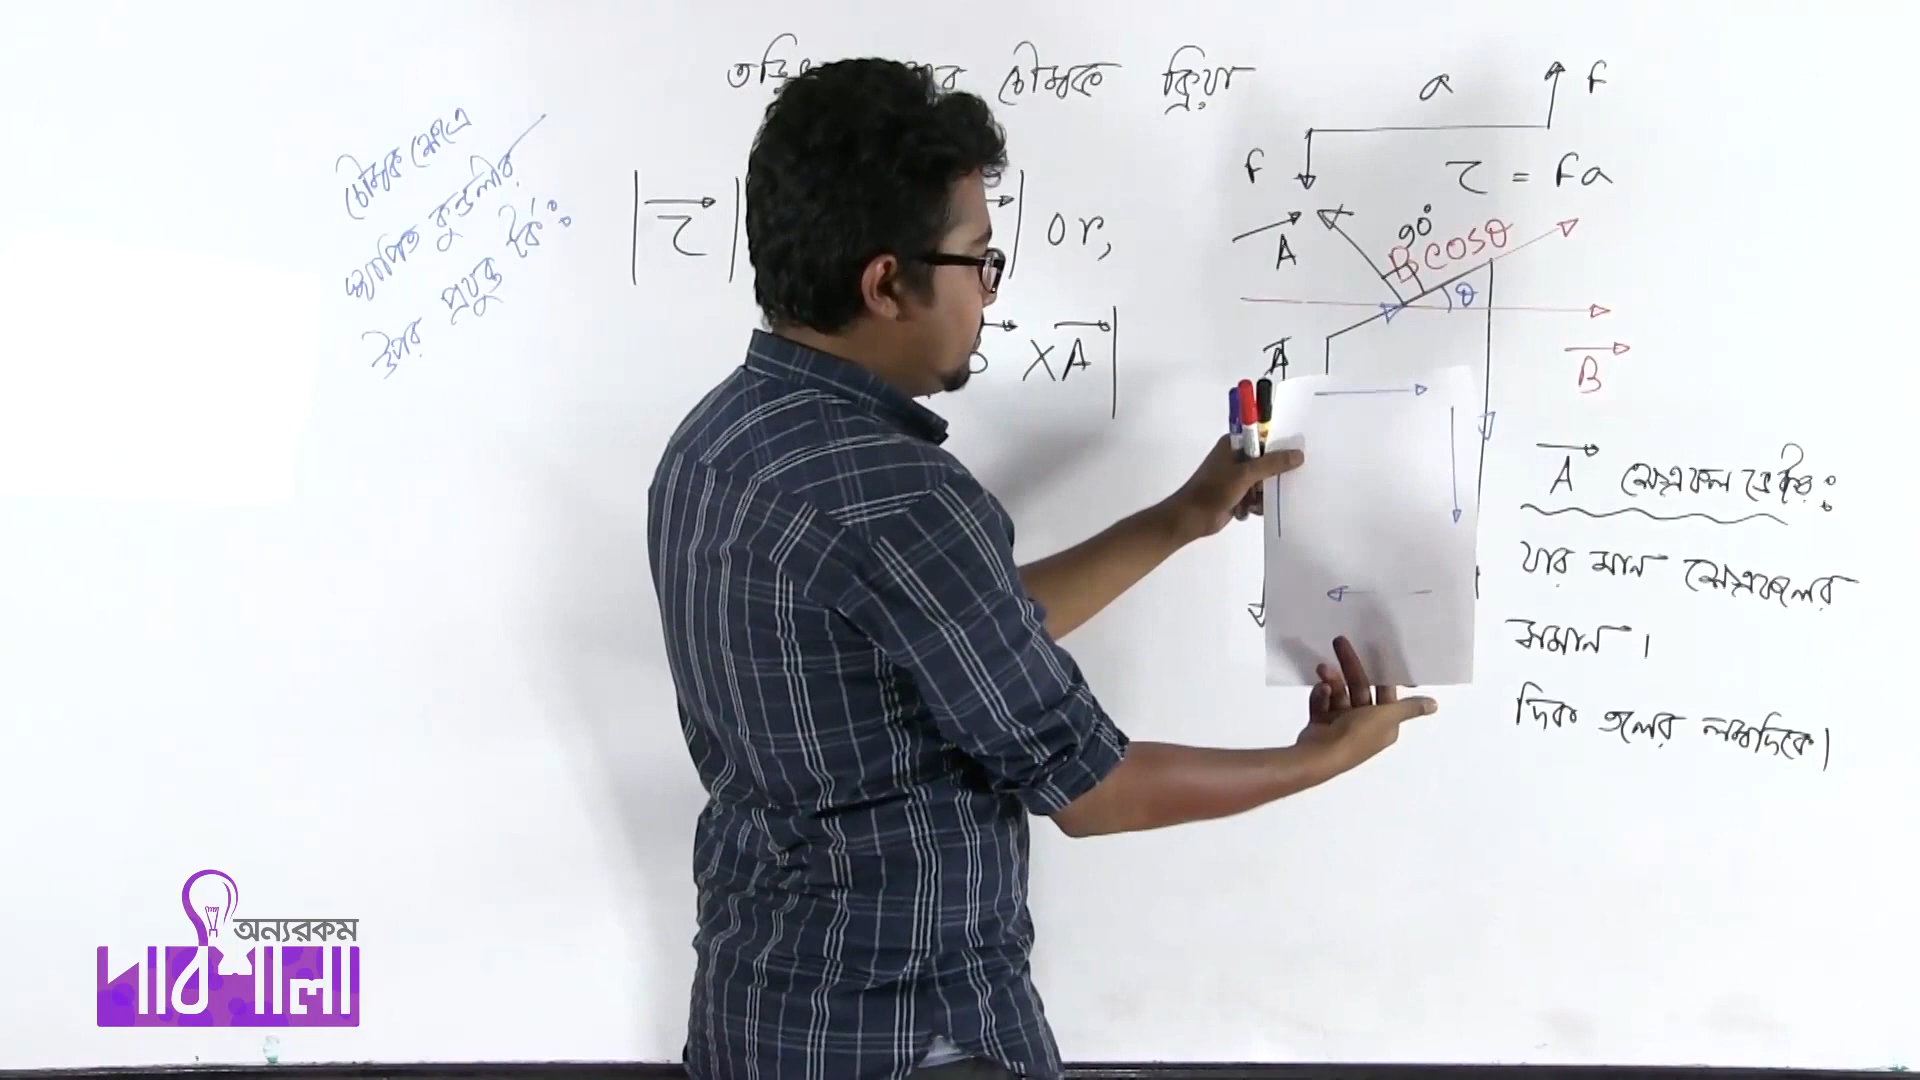 চৌম্বক ক্ষেত্রে
স্থাপিত কুন্ডলীর
উপর প্রযুক্ত টর্ক:
চৌম্বক ক্রিয়া
|τ| or,
×A|
F a F
τ = Fa
A 90° B cosθ
θ
B
A
A ক্ষেত্রফল ভেক্টর:
যার মান ক্ষেত্রফলের
সমান।
দিক তলের লম্বদিকে।
অন্যরকম
পাঠশালা